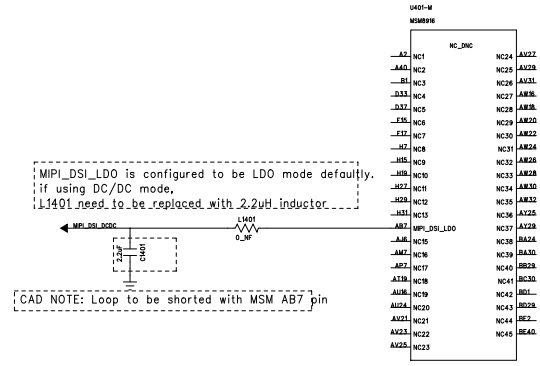 U401-M
MSM8916
NC_DNC
A2 NC1 NC24 AV27
A40 NC2 NC25 AV29
B1 NC3 NC26 AV31
D33 NC4 NC27 AW16
D37 NC5 NC28 AW18
F15 NC6 NC29 AW20
F17 NC7 NC30 AW22
H7 NC8 NC31 AW24
H15 NC9 NC32 AW26
H19 NC10 NC33 AW28
H27 NC11 NC34 AW30
H29 NC12 NC35 AW32
H31 NC13 NC36 AY25
AB7 MIPI_DSI_LDO NC37 AY29
AJ6 NC15 NC38 BA24
AM7 NC16 NC39 BA30
AP7 NC17 NC40 BB29
AT19 NC18 NC41 BC30
AU16 NC19 NC42 BD1
AU24 NC20 NC43 BD29
AV21 NC21 NC44 BE2
AV23 NC22 NC45 BE40
AV25 NC23
MIPI_DSI_LDO is configured to be LDO mode defaultly.
if using DC/DC mode,
L1401 need to be replaced with 2.2uH inductor
MIPI_DSI_DCDC
L1401
0_NF
2.2uF
C1401
CAD NOTE: Loop to be shorted with MSM AB7 pin